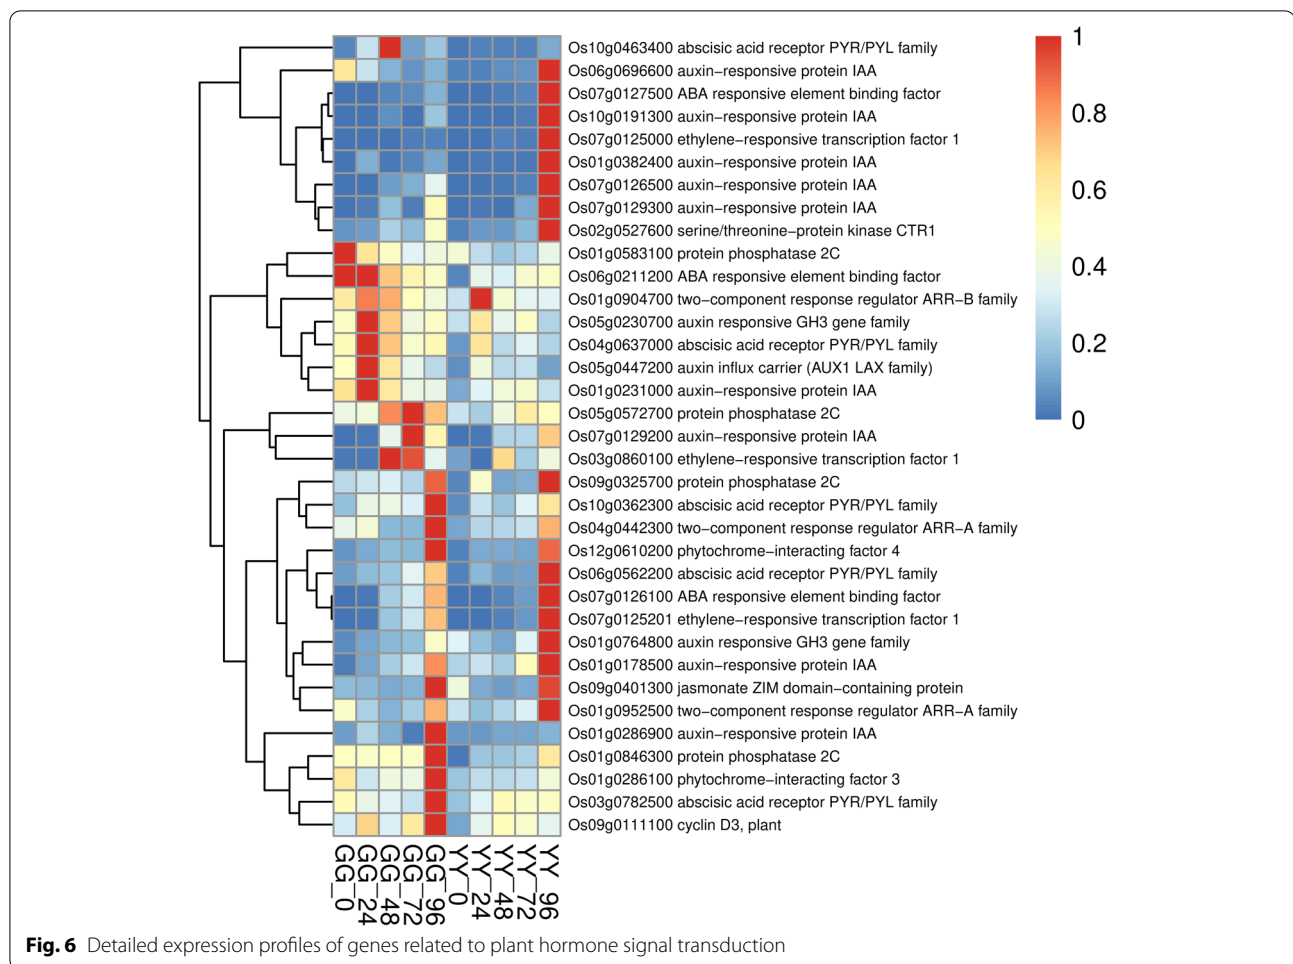 Os10g0463400 abscisic acid receptor PYR/PYL family
Os06g0696600 auxin−responsive protein IAA
Os07g0127500 ABA responsive element binding factor
Os10g0191300 auxin−responsive protein IAA
Os07g0125000 ethylene−responsive transcription factor 1
Os01g0382400 auxin−responsive protein IAA
Os07g0126500 auxin−responsive protein IAA
Os07g0129300 auxin−responsive protein IAA
Os02g0527600 serine/threonine−protein kinase CTR1
Os01g0583100 protein phosphatase 2C
Os06g0211200 ABA responsive element binding factor
Os01g0904700 two−component response regulator ARR−B family
Os05g0230700 auxin responsive GH3 gene family
Os04g0637000 abscisic acid receptor PYR/PYL family
Os05g0447200 auxin influx carrier (AUX1 LAX family)
Os01g0231000 auxin−responsive protein IAA
Os05g0572700 protein phosphatase 2C
Os07g0129200 auxin−responsive protein IAA
Os03g0860100 ethylene−responsive transcription factor 1
Os09g0325700 protein phosphatase 2C
Os10g0362300 abscisic acid receptor PYR/PYL family
Os04g0442300 two−component response regulator ARR−A family
Os12g0610200 phytochrome−interacting factor 4
Os06g0562200 abscisic acid receptor PYR/PYL family
Os07g0126100 ABA responsive element binding factor
Os07g0125201 ethylene−responsive transcription factor 1
Os01g0764800 auxin responsive GH3 gene family
Os01g0178500 auxin−responsive protein IAA
Os09g0401300 jasmonate ZIM domain−containing protein
Os01g0952500 two−component response regulator ARR−A family
Os01g0286900 auxin−responsive protein IAA
Os01g0846300 protein phosphatase 2C
Os01g0286100 phytochrome−interacting factor 3
Os03g0782500 abscisic acid receptor PYR/PYL family
Os09g0111100 cyclin D3, plant
1
0.8
0.6
0.4
0.2
0
GG_0
GG_24
GG_48
GG_72
GG_96
YY_0
YY_24
YY_48
YY_72
YY_96
Fig. 6 Detailed expression profiles of genes related to plant hormone signal transduction